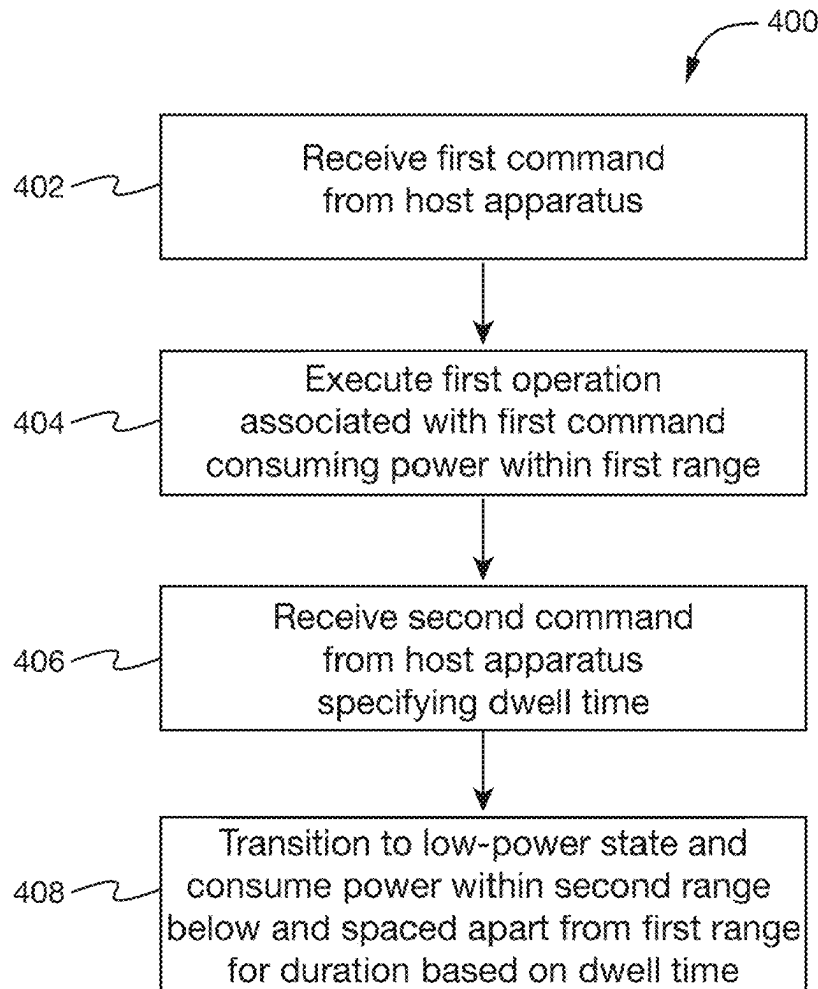 400
402
Receive first command
from host apparatus
404
Execute first operation
associated with first command
consuming power within first range
406
Receive second command
from host apparatus
specifying dwell time
408
Transition to low-power state and
consume power within second range
below and spaced apart from first range
for duration based on dwell time